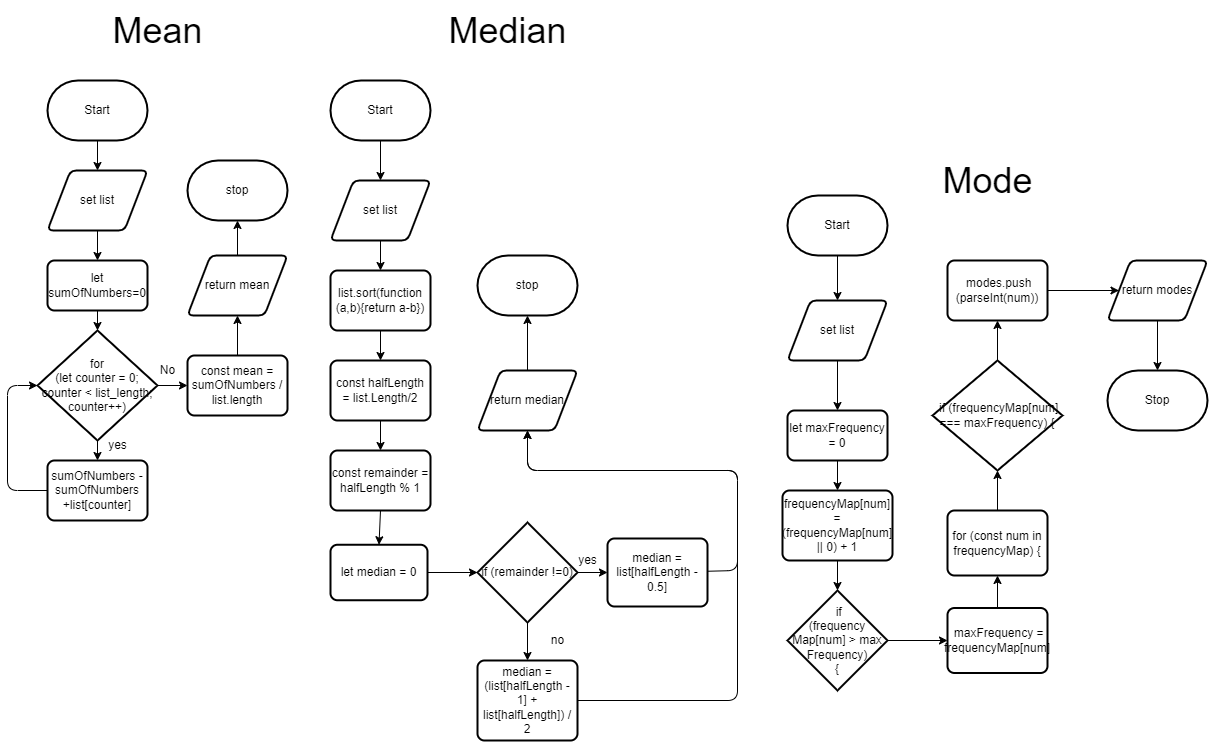 Mean
Start
set list
let
sumOfNumbers=0
for
(let counter = 0;
counter < list_length;
counter++)
No
yes
sumOfNumbers -
sumOfNumbers
+list[counter]
const mean =
sumOfNumbers /
list.length
return mean
stop
Median
Start
set list
list.sort(function
(a,b){return a-b})
const halfLength
= list.Length/2
const remainder =
halfLength % 1
let median = 0
if (remainder !=0)
yes
median =
list[halfLength -
0.5]
no
median =
(list[halfLength -
1] +
list[halfLength]) /
2
return median
stop
Mode
Start
set list
let maxFrequency
= 0
frequencyMap[num]
=
(frequencyMap[num]
|| 0) + 1
if
(frequency
Map[num] > max
Frequency)
{
maxFrequency =
frequencyMap[num]
for (const num in
frequencyMap) {
if (frequencyMap[num]
=== maxFrequency) {
modes.push
(parseInt(num))
return modes
Stop